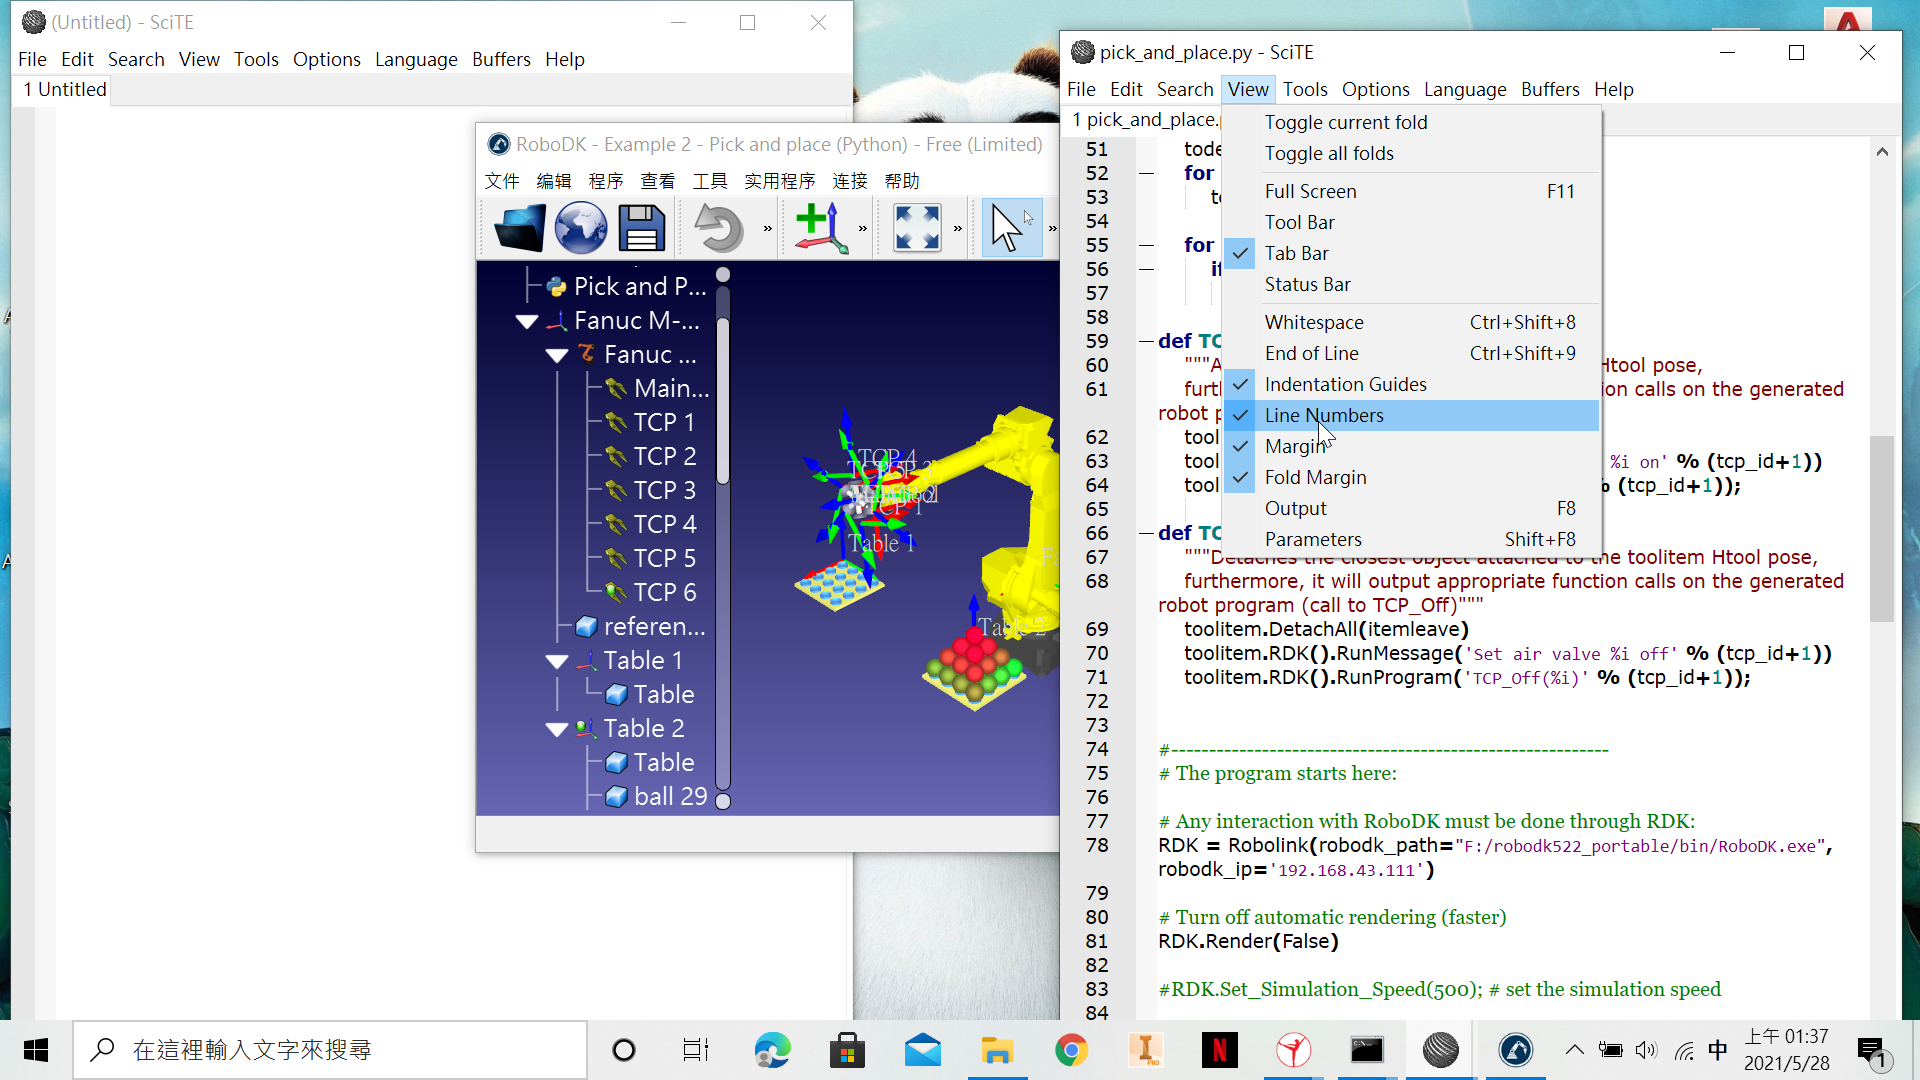 (Untitled) - SciTE
File Edit Search View Tools Options Language Buffers Help
1 Untitled
RoboDK - Example 2 - Pick and place (Python) - Free (Limited)
文件 编辑 程序 查看 工具 实用程序 连接 帮助
Pick and P...
Fanuc M-...
Fanuc ...
Main...
TCP 1
TCP 2
TCP 3
TCP 4
TCP 5
TCP 6
referen...
Table 1
Table
Table 2
Table
ball 29
TCP 4
TCP 1
Table 1
Table 2
pick_and_place.py - SciTE
File Edit Search View Tools Options Language Buffers Help
1 pick_and_place.
Toggle current fold
Toggle all folds
Full Screen F11
Tool Bar
Tab Bar
Status Bar
Whitespace Ctrl+Shift+8
End of Line Ctrl+Shift+9
Indentation Guides
Line Numbers
Margin
Fold Margin
Output F8
Parameters Shift+F8
51 tode
52 for
53 t
54
55 for
56 if
57
58
59 def TC
60 """A Htool pose,
61 furt ion calls on the generated
robot p
62 tool
63 tool %i on' % (tcp_id+1))
64 tool % (tcp_id+1));
65
66 def TC
67 """Detaches the closest object attached to the toolitem Htool pose,
68 furthermore, it will output appropriate function calls on the generated
robot program (call to TCP_Off)"""
69 toolitem.DetachAll(itemleave)
70 toolitem.RDK().RunMessage('Set air valve %i off' % (tcp_id+1))
71 toolitem.RDK().RunProgram('TCP_Off(%i)' % (tcp_id+1));
72
73
74 #----------------------------------------------------------
75 # The program starts here:
76
77 # Any interaction with RoboDK must be done through RDK:
78 RDK = Robolink(robodk_path="F:/robodk522_portable/bin/RoboDK.exe",
robodk_ip='192.168.43.111')
79
80 # Turn off automatic rendering (faster)
81 RDK.Render(False)
82
83 #RDK.Set_Simulation_Speed(500); # set the simulation speed
84
在這裡輸入文字來搜尋
中
上午 01:37
2021/5/28
1